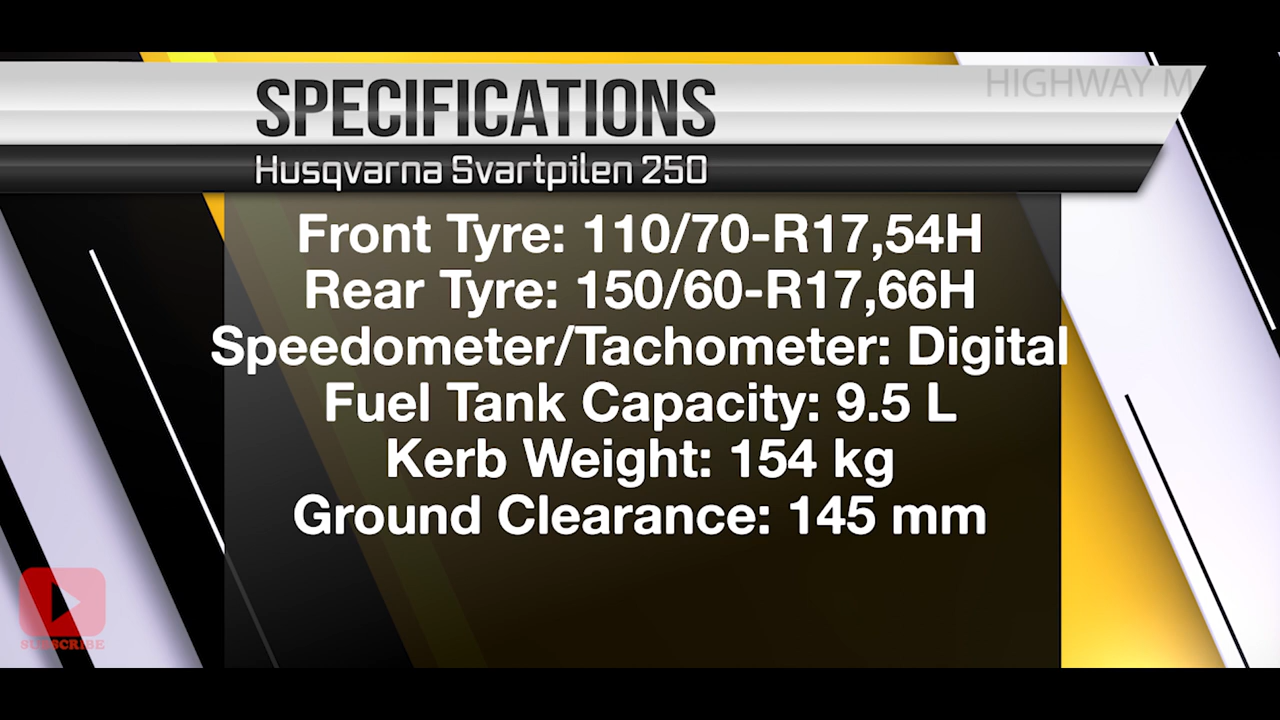 HIGHWAY M
SPECIFICATIONS
Husqvarna Svartpilen 250
Front Tyre: 110/70-R17,54H
Rear Tyre: 150/60-R17,66H
Speedometer/Tachometer: Digital
Fuel Tank Capacity: 9.5 L
Kerb Weight: 154 kg
Ground Clearance: 145 mm
SUBSCRIBE